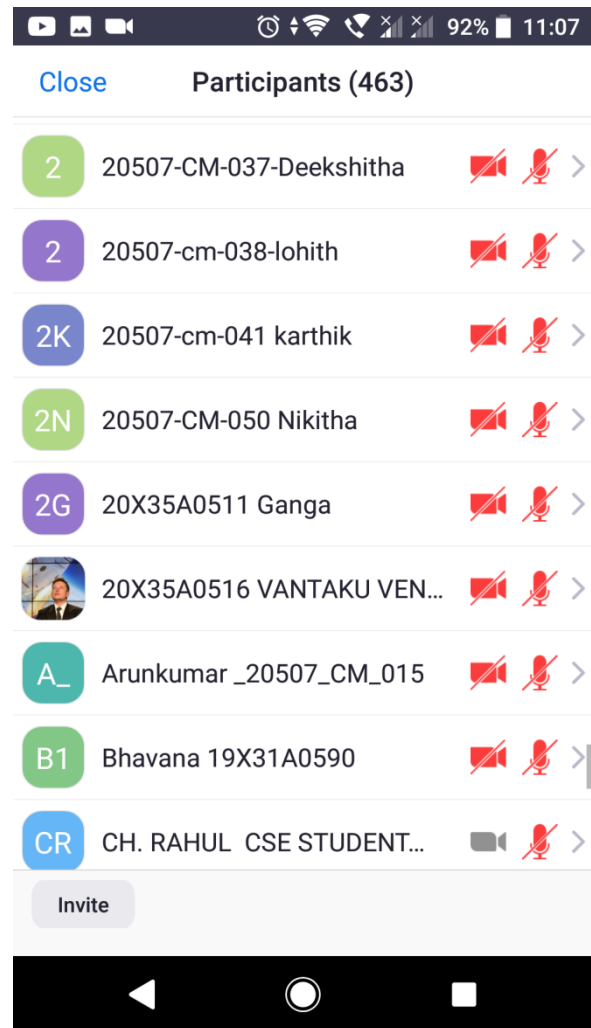 92% 11:07
Close Participants (463)
2 20507-CM-037-Deekshitha
2 20507-cm-038-lohith
2K 20507-cm-041 karthik
2N 20507-CM-050 Nikitha
2G 20X35A0511 Ganga
20X35A0516 VANTAKU VEN...
A_ Arunkumar _20507_CM_015
B1 Bhavana 19X31A0590
CR CH. RAHUL  CSE STUDENT...
Invite